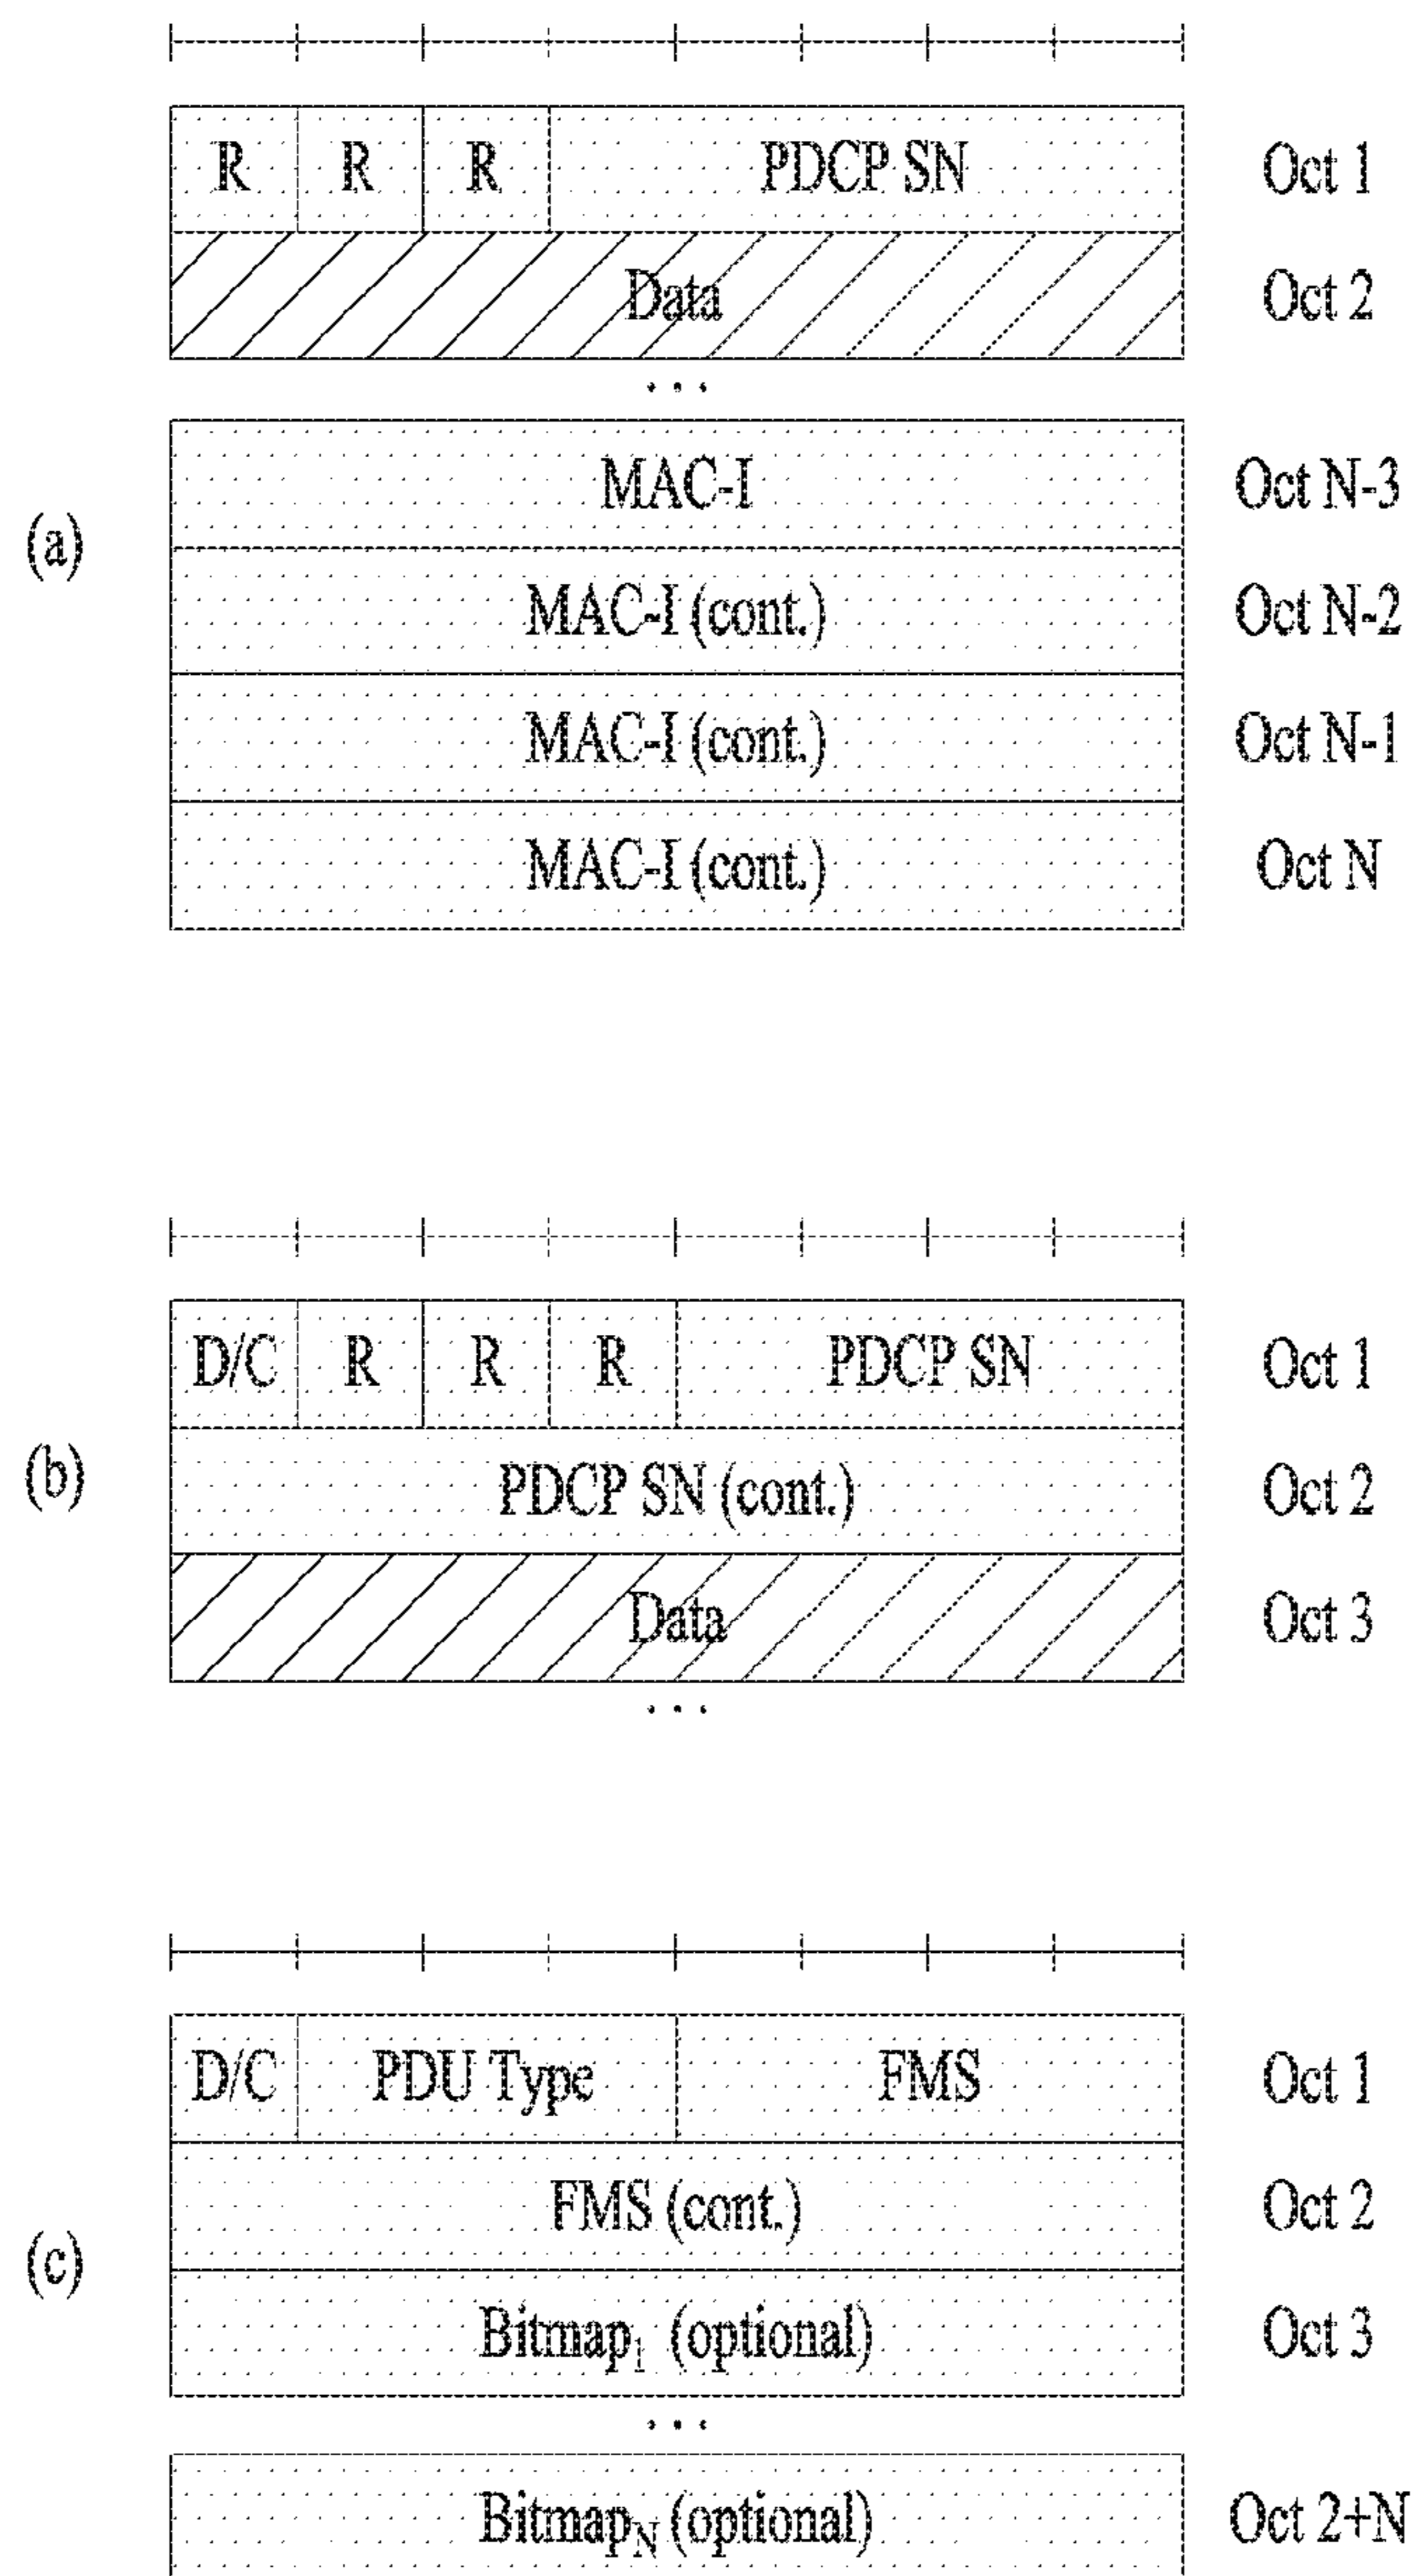 R R R PDCP SN Oct 1
Data Oct 2
...
MAC-I Oct N-3
(a)
MAC-I (cont.) Oct N-2
MAC-I (cont.) Oct N-1
MAC-I (cont.) Oct N
D/C R R R PDCP SN Oct 1
(b) PDCP SN (cont.) Oct 2
Data Oct 3
...
D/C PDU Type FMS Oct 1
FMS (cont.) Oct 2
(c)
Bitmap₁ (optional) Oct 3
...
Bitmap_N (optional) Oct 2+N